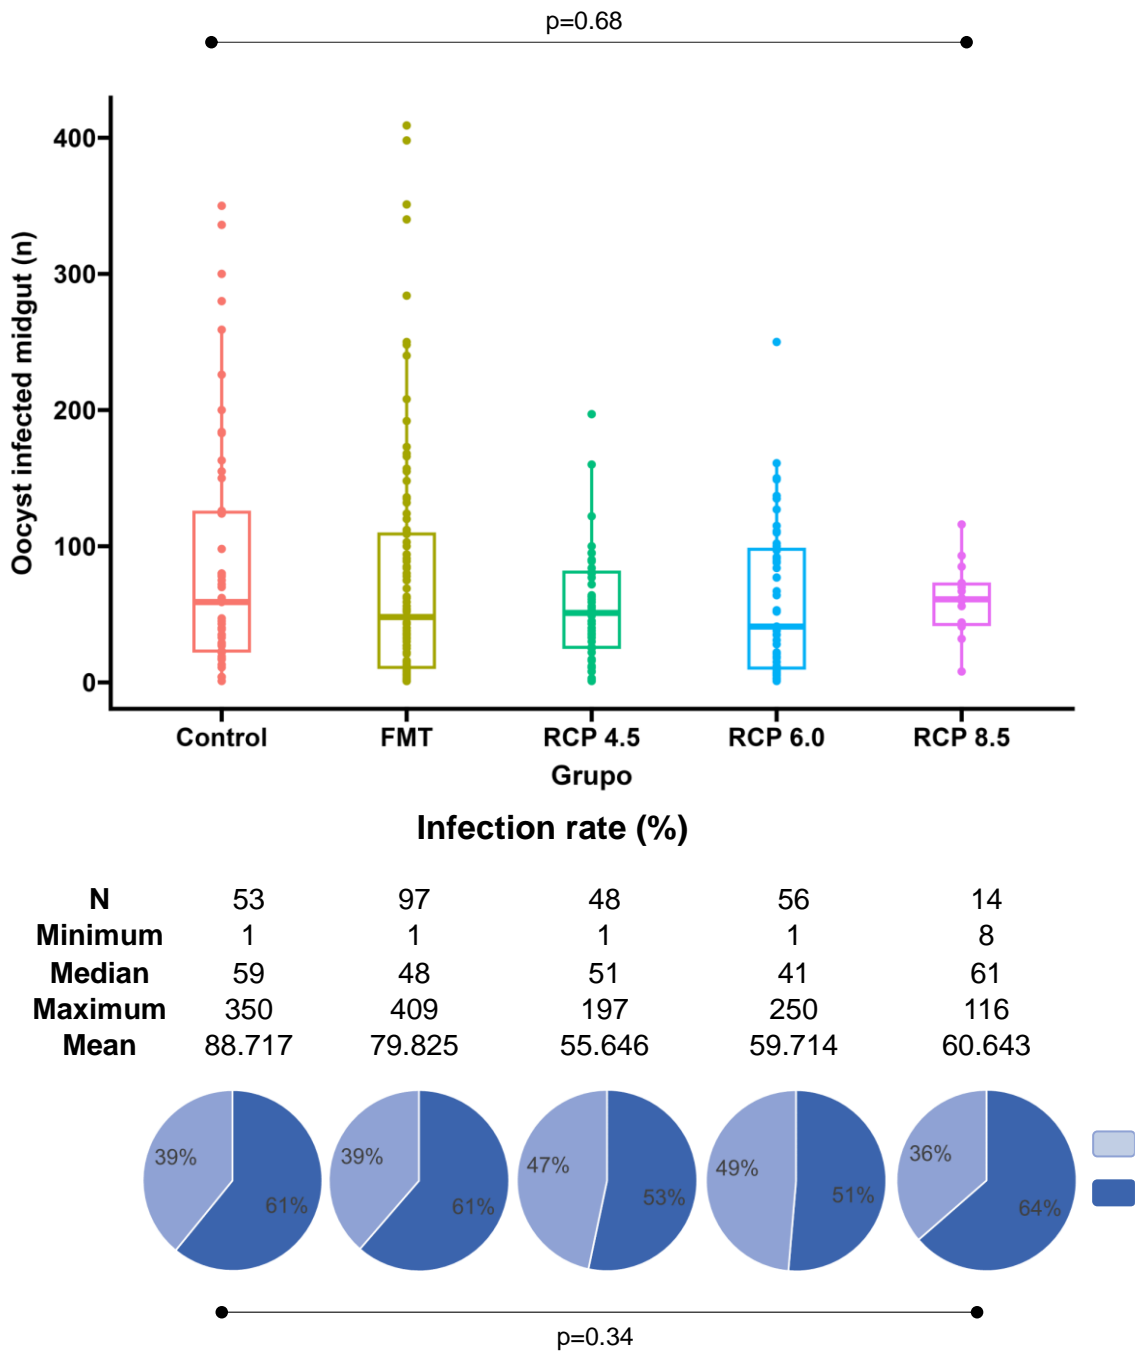 p=0.68
Oocyst infected midgut (n)
400
300
200
100
0
Control FMT RCP 4.5 RCP 6.0 RCP 8.5
Grupo
Infection rate (%)
N 53 97 48 56 14
Minimum 1 1 1 1 8
Median 59 48 51 41 61
Maximum 350 409 197 250 116
Mean 88.717 79.825 55.646 59.714 60.643
39% 61% 39% 61% 47% 53% 49% 51% 36% 64%
p=0.34